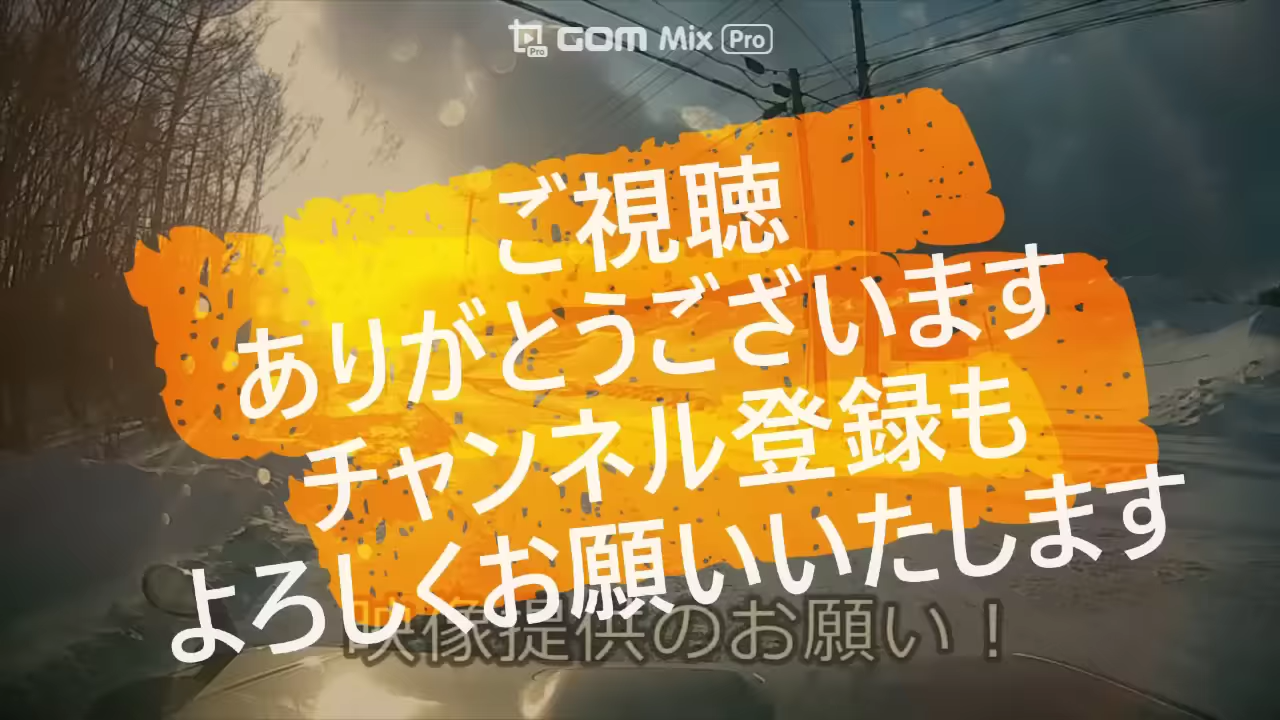 GOM Mix Pro
Pro
ご視聴
ありがとうございます
チャンネル登録も
よろしくお願いいたします
映像提供のお願い！